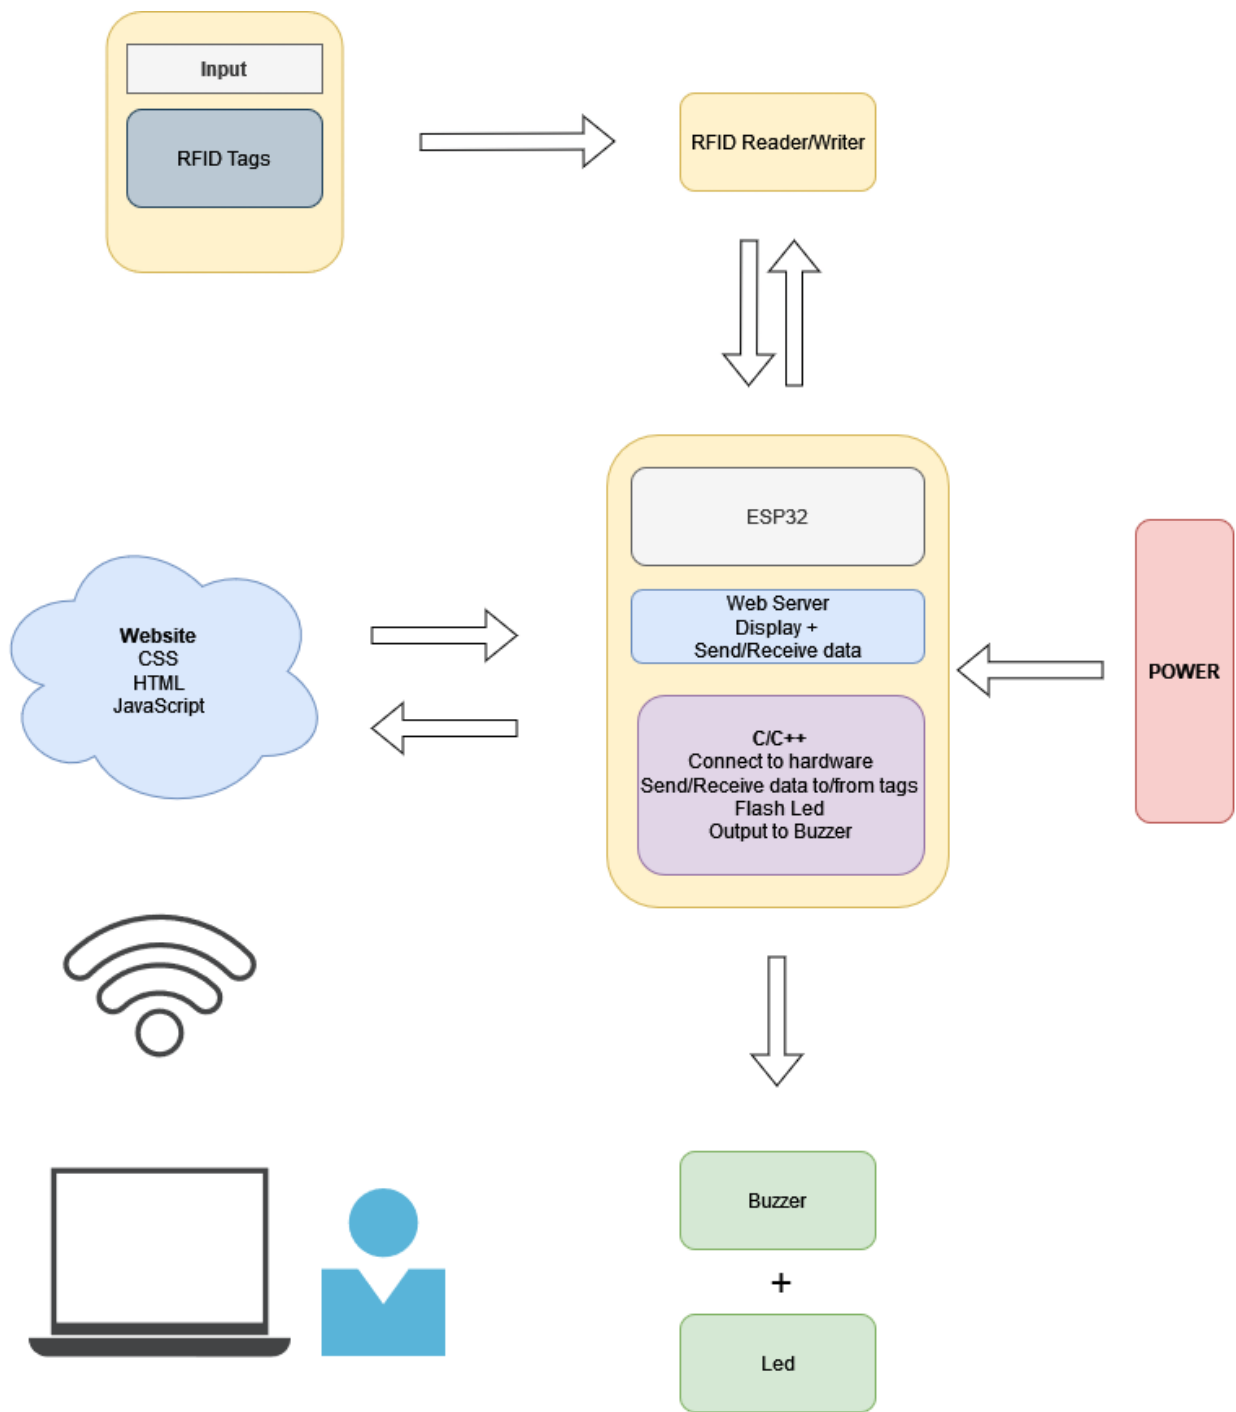 Input
RFID Tags
RFID Reader/Writer
ESP32
Web Server
Display +
Send/Receive data
Website
CSS
HTML
JavaScript
POWER
C/C++
Connect to hardware
Send/Receive data to/from tags
Flash Led
Output to Buzzer
Buzzer
+
Led